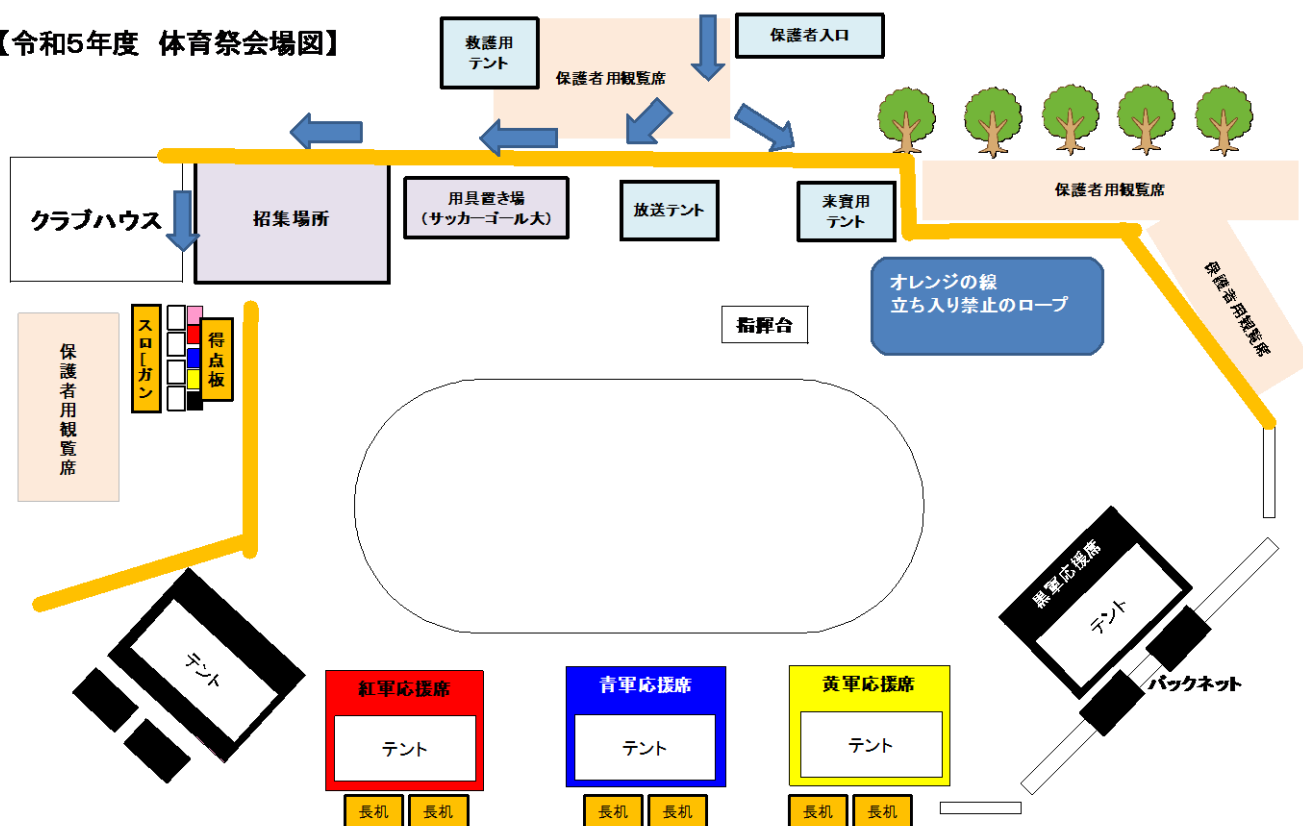 【令和5年度 体育祭会場図】
救護用
テント
保護者用観覧席
保護者入口
クラブハウス
招集場所
用具置き場
(サッカーゴール大)
放送テント
来賓用
テント
保護者用観覧席
保護者用観覧席
オレンジの線
立ち入り禁止のロープ
指揮台
保護者用観覧席
スローガン
得点板
テント
紅軍応援席
テント
長机
長机
青軍応援席
テント
長机
長机
黄軍応援席
テント
長机
長机
黒軍応援席
テント
バックネット